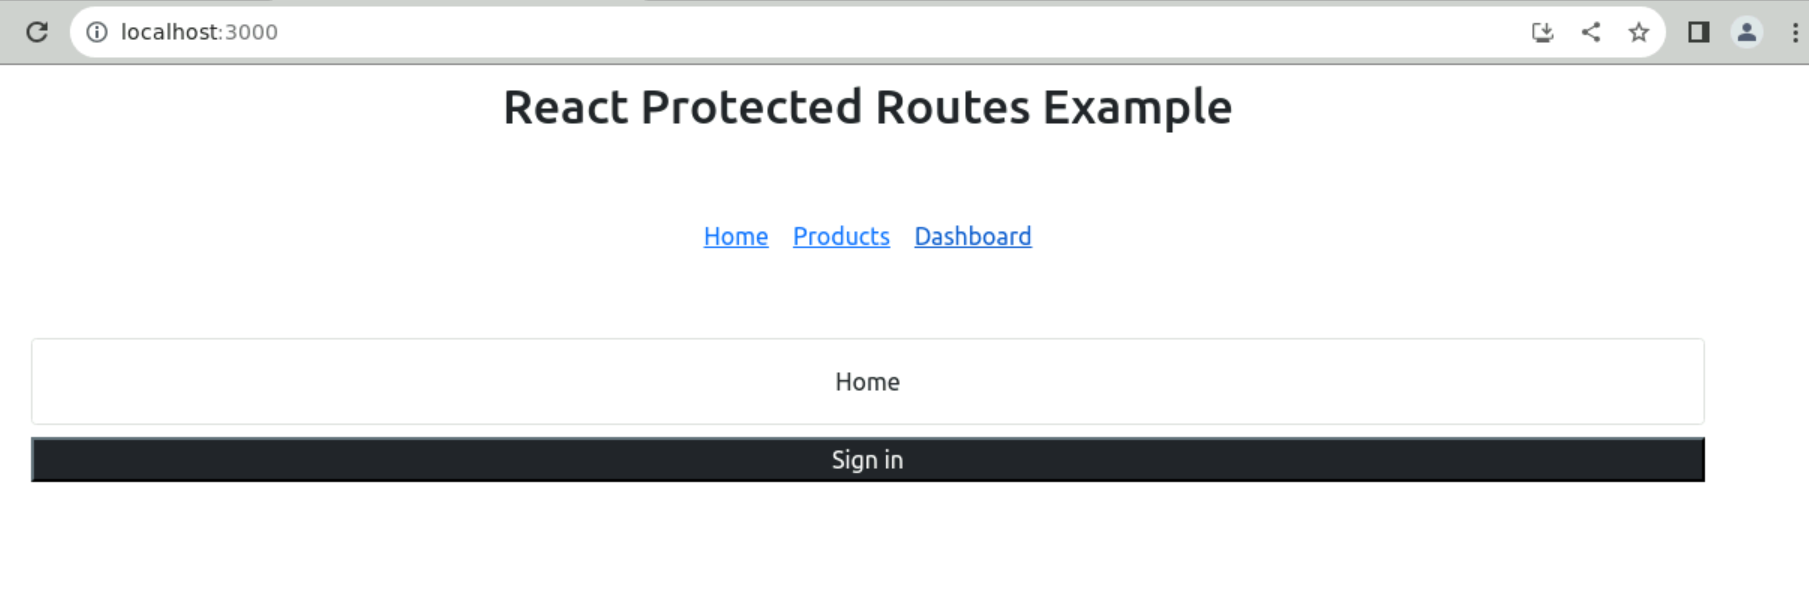 localhost:3000
React Protected Routes Example
Home Products Dashboard
Home
Sign in